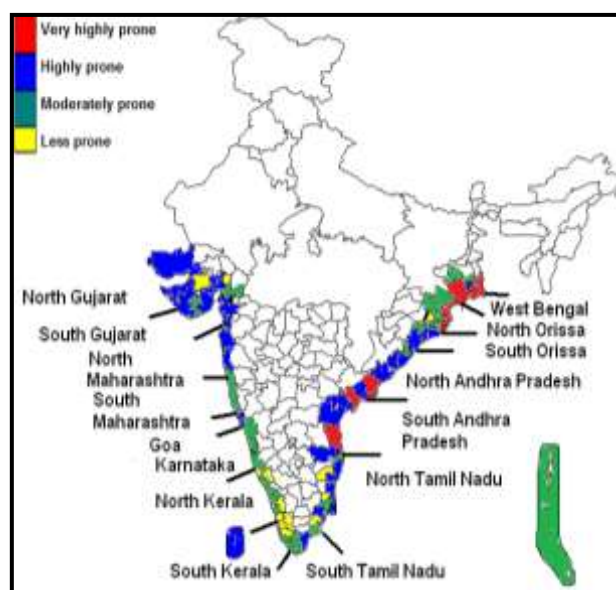 Very highly prone
Highly prone
Moderately prone
Less prone
North Gujarat
South Gujarat
North
Maharashtra
South
Maharashtra
Goa
Karnataka
North Kerala
South Kerala
South Tamil Nadu
West Bengal
North Orissa
South Orissa
North Andhra Pradesh
South Andhra
Pradesh
North Tamil Nadu